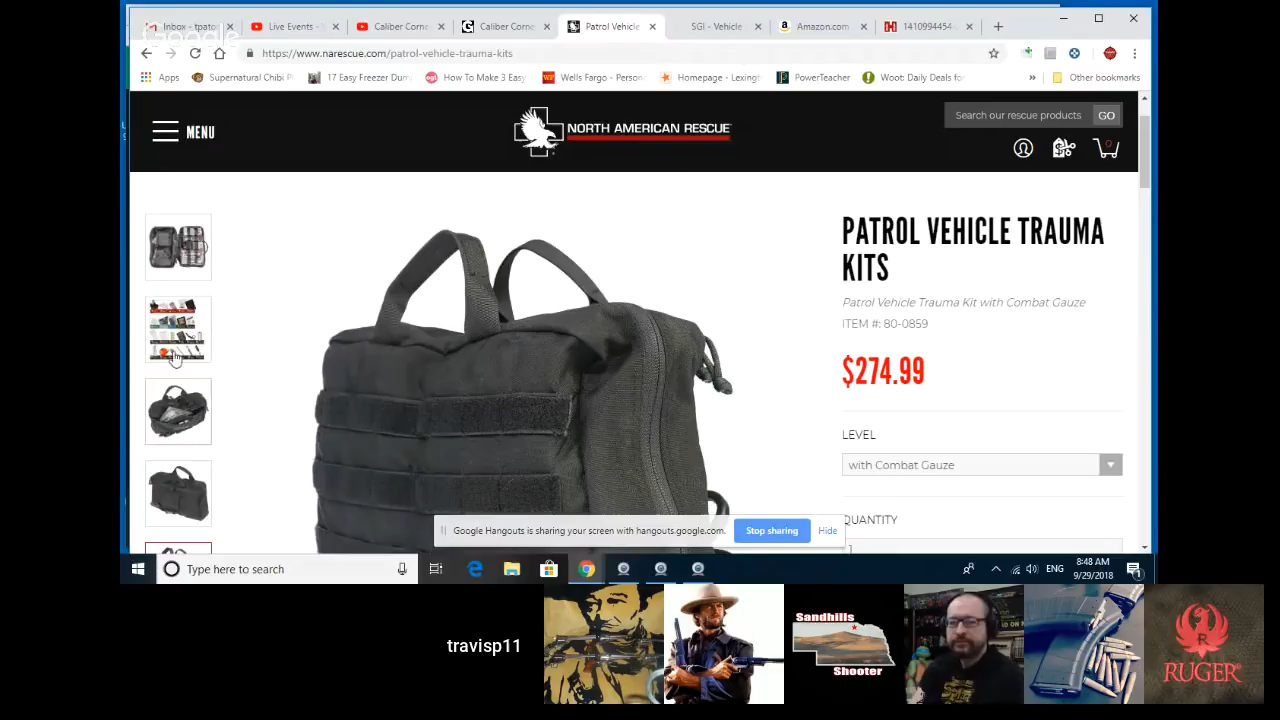 Inbox - tpato
Live Events - 
Caliber Corne
Caliber Corne
Patrol Vehicle
SGI - Vehicle
Amazon.com
1410994454
https://www.narescue.com/patrol-vehicle-trauma-kits
Apps
Supernatural Chibi P
17 Easy Freezer Dum
How To Make 3 Easy
Wells Fargo - Person
Homepage - Lexingt
PowerTeacher
Woot: Daily Deals fo
»
Other bookmarks
MENU
NORTH AMERICAN RESCUE
Search our rescue products
GO
0
PATROL VEHICLE TRAUMA
KITS
Patrol Vehicle Trauma Kit with Combat Gauze
ITEM #: 80-0859
$274.99
LEVEL
with Combat Gauze
QUANTITY
1
Google Hangouts is sharing your screen with hangouts.google.com.
Stop sharing
Hide
Type here to search
ENG
8:48 AM
9/29/2018
1
travisp11
Sandhills
Shooter
RUGER